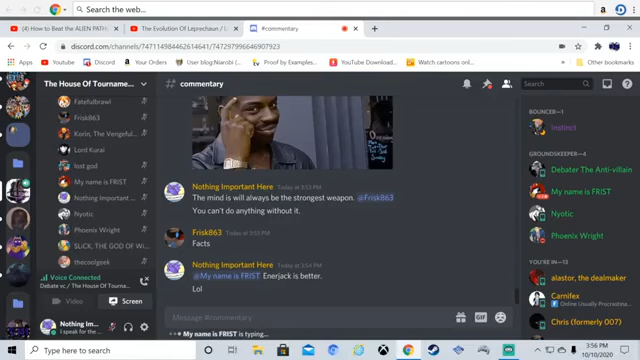 Search the web
(4) How to Beat the ALIEN PATH
The Evolution Of Leprechaun /
#commentary
discord.com/channels/747114984462614641/747297996646907923
Apps
YouTube
Discord
Your Orders
User blog:Narobi
Proof by Examples...
YouTube Download...
Watch cartoons onl...
Other bookmarks
The House Of Tourname...
commentary
Search
Fatefulbrawl
Frisk863
Korin, The Vengeful
Lord Kurai
lost god
My name is FRIST
Nothing Important
Nyotic
Phoenix Wright
SLICK, THE GOD OF W
thecoolgeek
Voice Connected
Debate vc / The House Of Tourna...
Video
Screen
Nothing Im...
I speak for the
Nothing Important Here Today at 3:53 PM
The mind is will always be the strongest weapon. @Frisk863
You can't do anything without it.
Frisk863 Today at 3:53 PM
Facts
Nothing Important Here Today at 3:54 PM
@My name is FRIST Enerjack is better.
Lol
Message #commentary
GIF
My name is FRIST is typing...
BOUNCER—1
Instinct
GROUNDSKEEPER—4
Debater The Anti-villain
My name is FRIST
Nyotic
Phoenix Wright
YOU'RE IN—13
alastor, the dealmaker
Carnifex
Online Usually Procrastina
Chris (formerly 007)
Type here to search
3:56 PM
10/10/2020